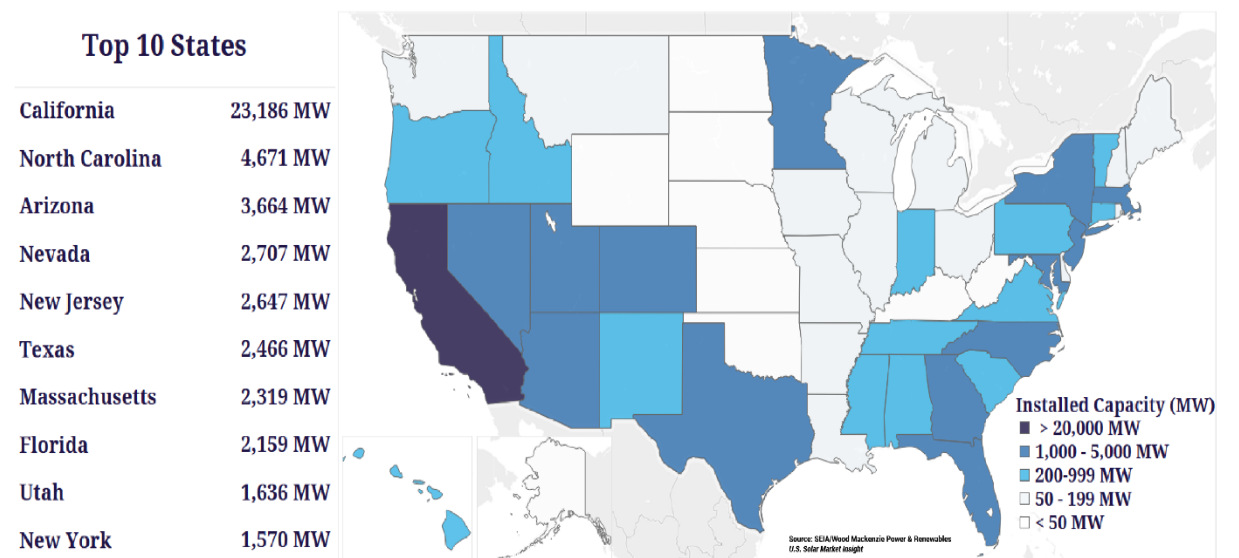 Top 10 States
California 23,186 MW
North Carolina 4,671 MW
Arizona 3,664 MW
Nevada 2,707 MW
New Jersey 2,647 MW
Texas 2,466 MW
Massachusetts 2,319 MW
Florida 2,159 MW
Utah 1,636 MW
New York 1,570 MW
Installed Capacity (MW)
> 20,000 MW
1,000 - 5,000 MW
200-999 MW
50 - 199 MW
< 50 MW
Source: SEIA/Wood Mackenzie Power & Renewables
U.S. Solar Market Insight